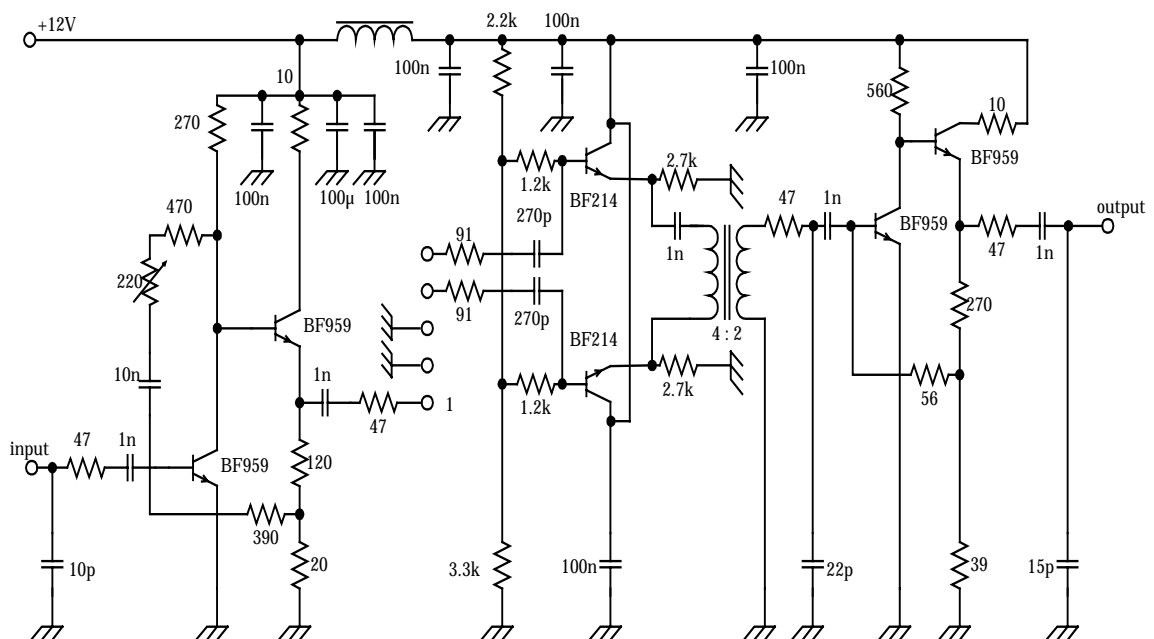 +12V
2.2k
100n
100n
100n
10
270
560
10
BF959
100n
100µ
100n
1.2k
BF214
2.7k
470
270p
47
1n
BF959
output
91
1n
47
1n
220
91
270p
BF959
BF214
4 : 2
270
10n
1n
1.2k
2.7k
56
47
1
input
47
1n
BF959
120
390
10p
20
3.3k
100n
22p
39
15p